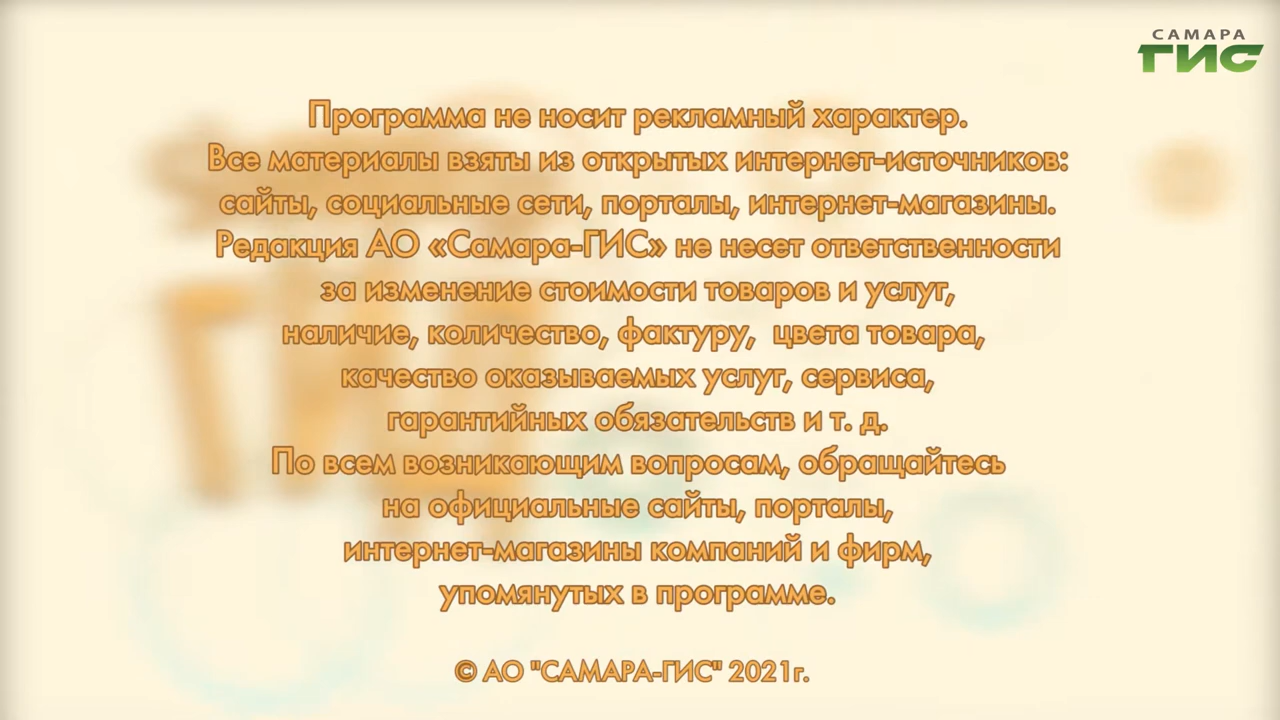 САМАРА
ГИС
Программа не носит рекламный характер.
Все материалы взяты из открытых интернет-источников:
сайты, социальные сети, порталы, интернет-магазины.
Редакция АО «Самара-ГИС» не несет ответственности
за изменение стоимости товаров и услуг,
наличие, количество, фактуру, цвета товара,
качество оказываемых услуг, сервиса,
гарантийных обязательств и т. д.
По всем возникающим вопросам, обращайтесь
на официальные сайты, порталы,
интернет-магазины компаний и фирм,
упомянутых в программе.
© АО "САМАРА-ГИС" 2021г.